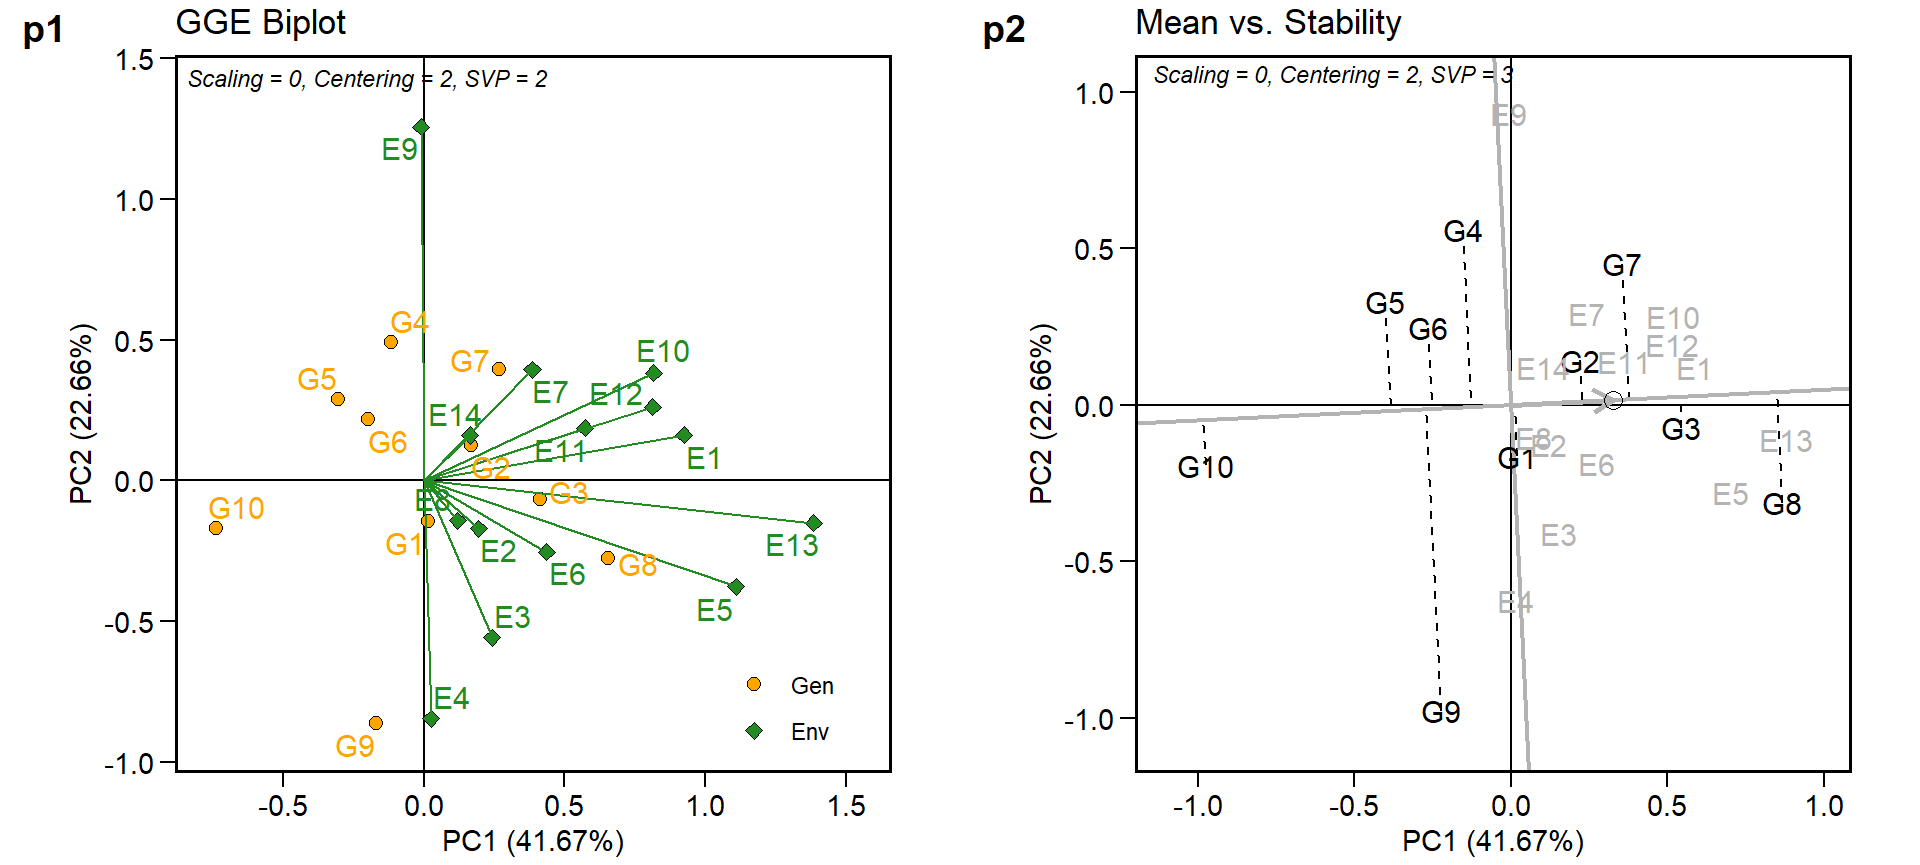 p1
GGE Biplot
Scaling = 0, Centering = 2, SVP = 2
1.5
1.0
0.5
0.0
-0.5
-1.0
PC2 (22.66%)
E9
G4
G7
E10
G5
E7
E12
E14
G6
E11
E1
G2
E8
G3
G10
G1
E2
E13
E6
G8
E5
E3
E4
G9
Gen
Env
-0.5 0.0 0.5 1.0 1.5
PC1 (41.67%)
p2
Mean vs. Stability
Scaling = 0, Centering = 2, SVP = 3
1.0
0.5
0.0
-0.5
-1.0
PC2 (22.66%)
E9
G4
G7
G5
E7
E10
G6
E12
E14
G2
E11
E1
G3
E8
E2
E13
G1
G10
E6
E5
G8
E3
E4
G9
-1.0 -0.5 0.0 0.5 1.0
PC1 (41.67%)